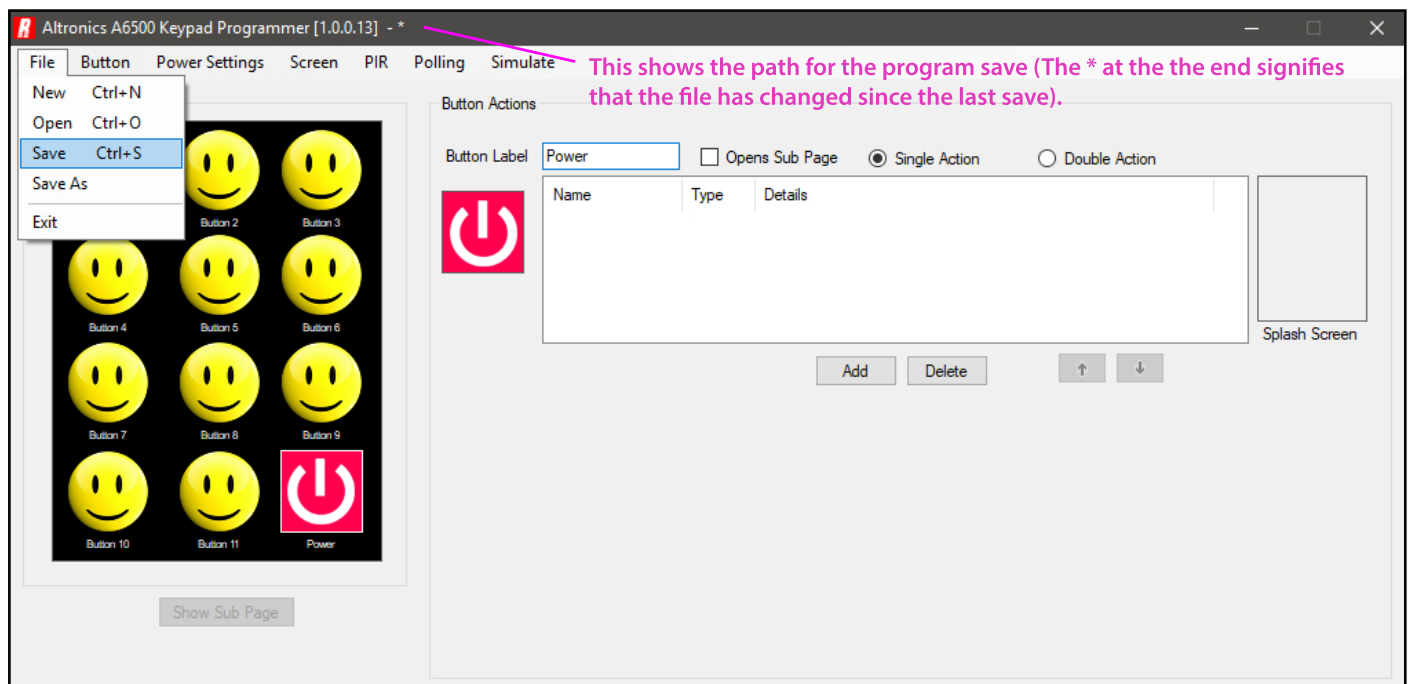 Altronics A6500 Keypad Programmer [1.0.0.13] - *
File Button Power Settings Screen PIR Polling Simulate
This shows the path for the program save (The * at the the end signifies
that the file has changed since the last save).
New Ctrl+N
Open Ctrl+O
Save Ctrl+S
Save As
Exit
Button 2 Button 3
Button 4 Button 5 Button 6
Button 7 Button 8 Button 9
Button 10 Button 11 Power
Show Sub Page
Button Actions
Button Label Power Opens Sub Page Single Action Double Action
Name Type Details
Splash Screen
Add Delete